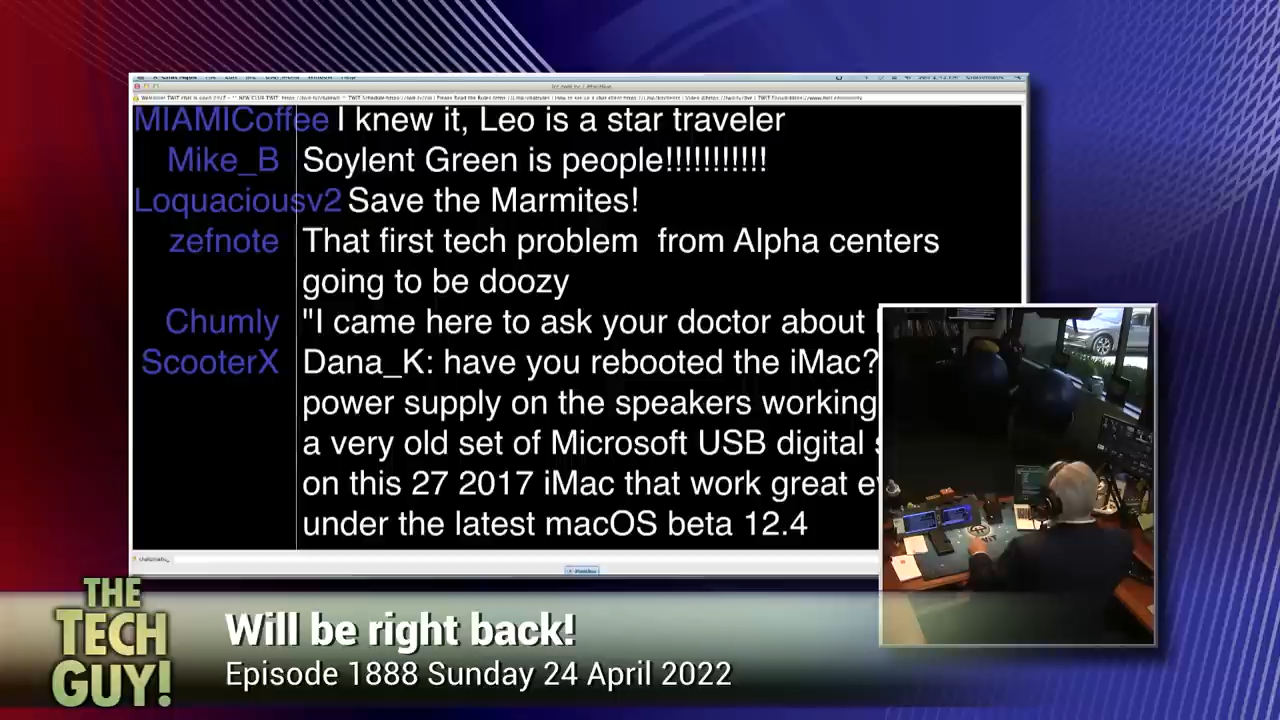 MIAMICoffee I knew it, Leo is a star traveler
Mike_B Soylent Green is people!!!!!!!!!!!
Loquaciousv2 Save the Marmites!
zefnote That first tech problem from Alpha centers
going to be doozy
Chumly "I came here to ask your doctor about
ScooterX Dana_K: have you rebooted the iMac?
power supply on the speakers working
a very old set of Microsoft USB digital
on this 27 2017 iMac that work great
under the latest macOS beta 12.4
THE
TECH
GUY!
Will be right back!
Episode 1888 Sunday 24 April 2022